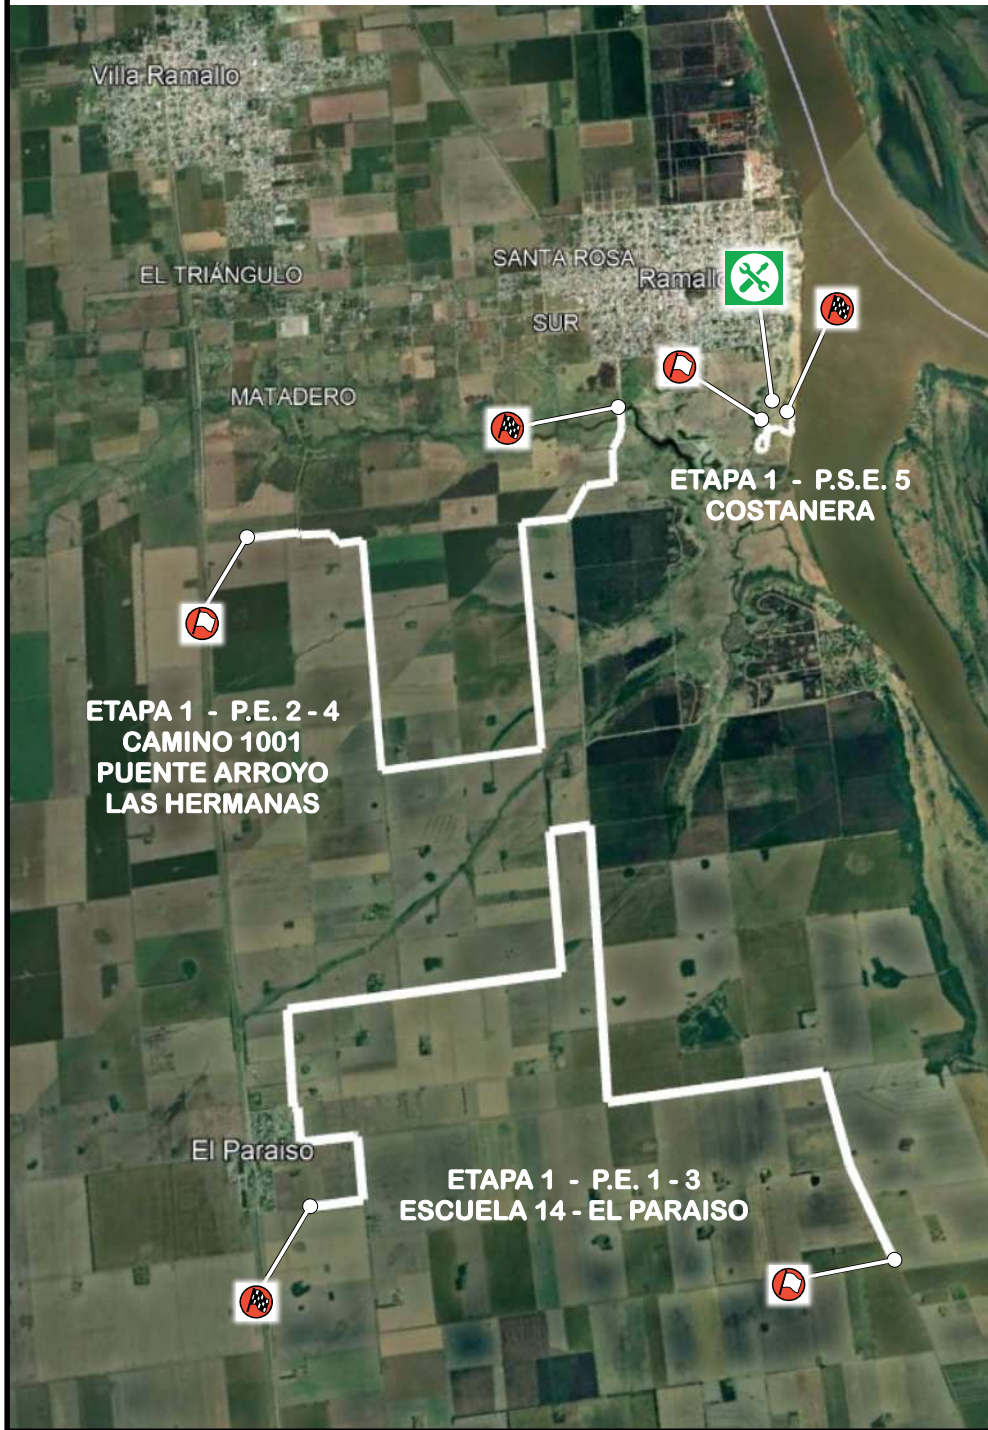 Villa Ramallo
EL TRIÁNGULO
SANTA ROSA
Ramallo
SUR
MATADERO
ETAPA 1 - P.S.E. 5
COSTANERA
ETAPA 1 - P.E. 2 - 4
CAMINO 1001
PUENTE ARROYO
LAS HERMANAS
El Paraiso
ETAPA 1 - P.E. 1 - 3
ESCUELA 14 - EL PARAISO